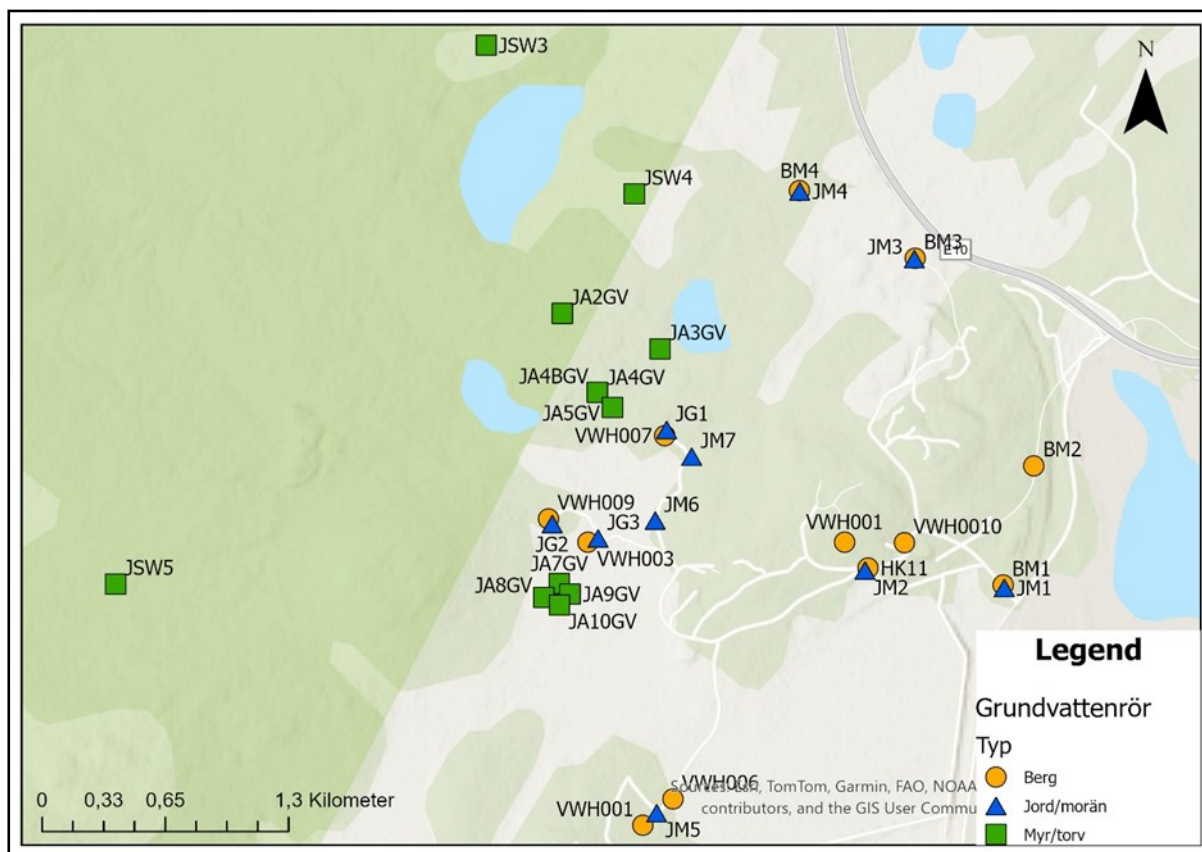 JSW3
N
JSW4
BM4
JM4
JM3
BM3
E10
JA2GV
JA3GV
JA4BGV
JA4GV
JA5GV
JG1
VWH007
JM7
BM2
VWH009
JG3
JM6
JG2
VWH003
VWH001
VWH0010
JA7GV
HK11
JSW5
JA8GV
JA9GV
JM2
BM1
JM1
JA10GV
Legend
Grundvattenrör
Typ
Berg
Jord/morän
Myr/torv
VWH006
Sources: Esri, TomTom, Garmin, FAO, NOAA
contributors, and the GIS User Commu
VWH001
JM5
0 0,33 0,65 1,3 Kilometer